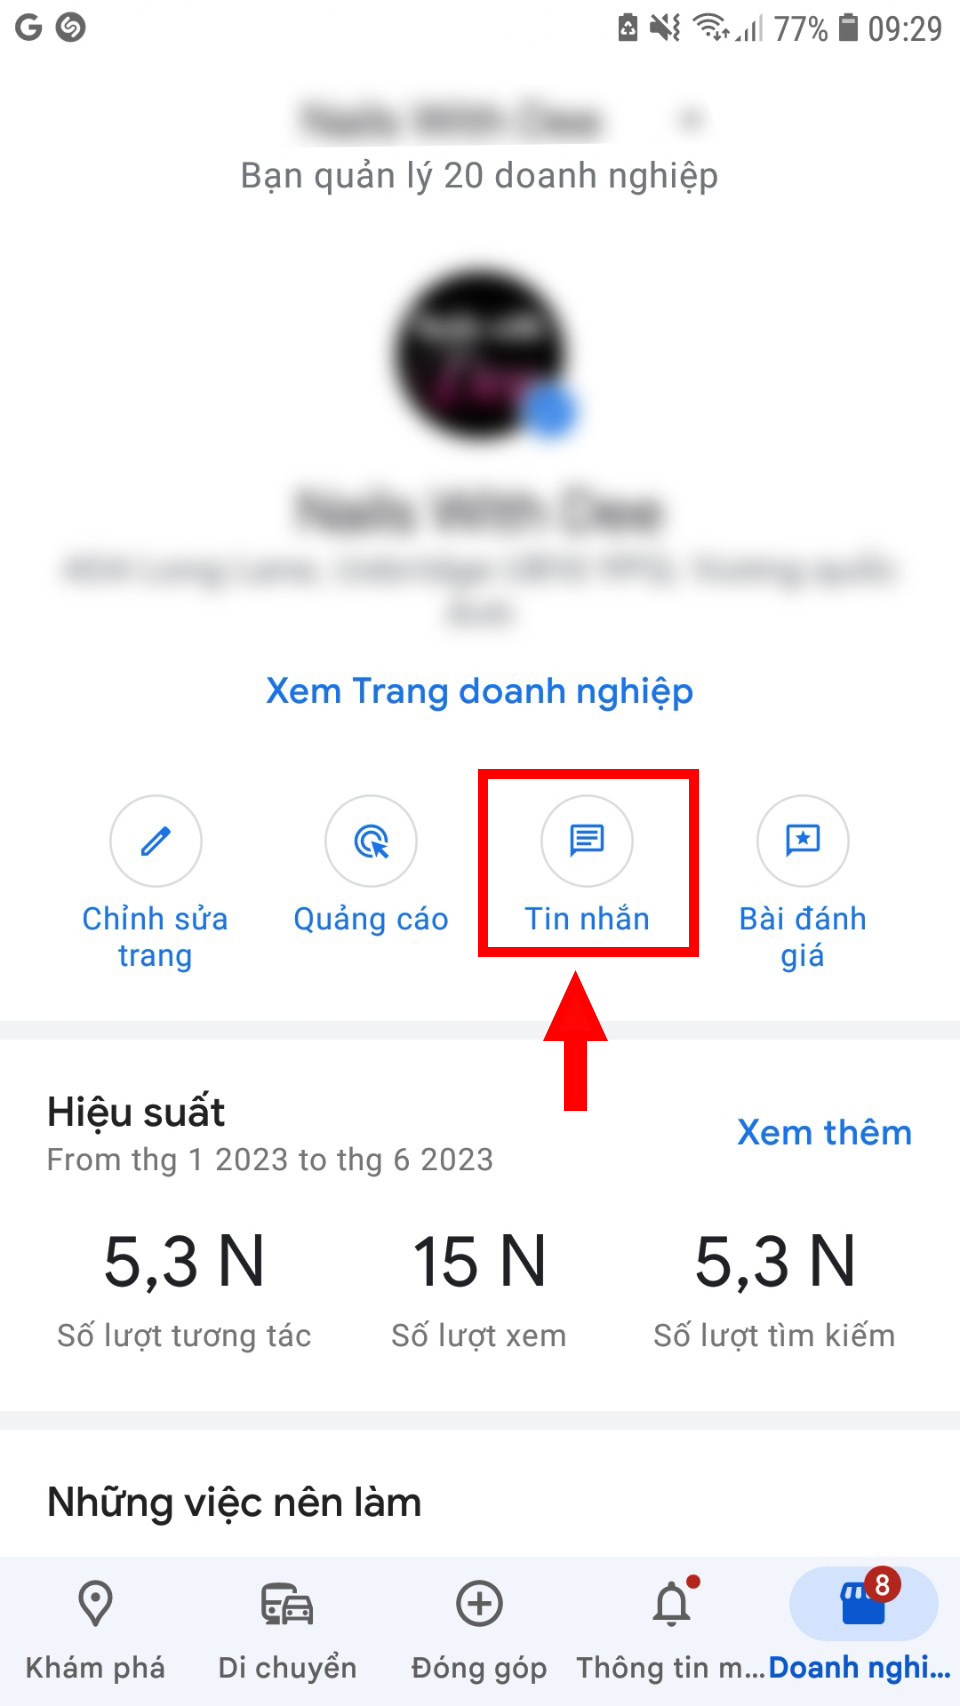 77% 09:29
Bạn quản lý 20 doanh nghiệp
Xem Trang doanh nghiệp
Chỉnh sửa
trang
Quảng cáo
Tin nhắn
Bài đánh
giá
Hiệu suất
Xem thêm
From thg 1 2023 to thg 6 2023
5,3 N
15 N
5,3 N
Số lượt tương tác
Số lượt xem
Số lượt tìm kiếm
Những việc nên làm
8
Khám phá
Di chuyển
Đóng góp
Thông tin m...
Doanh nghi...